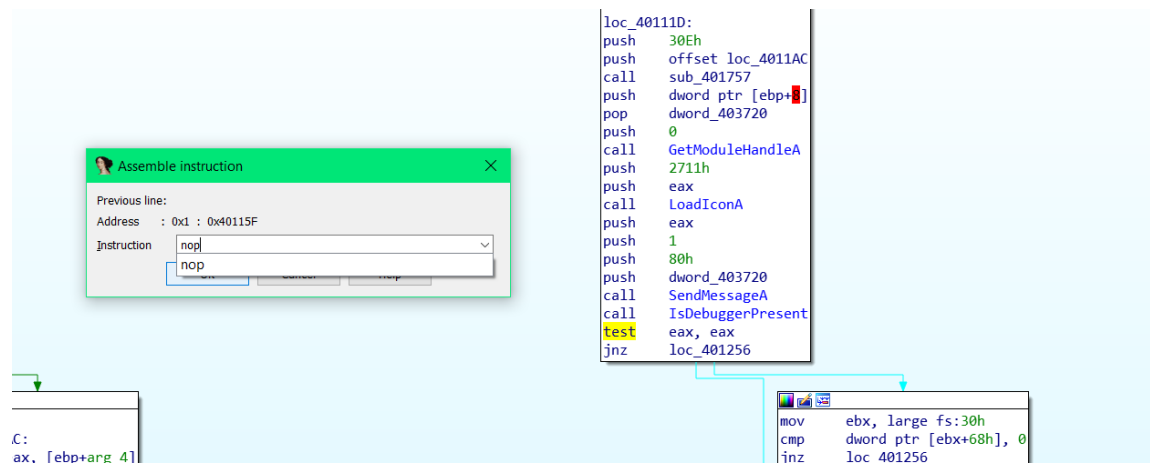 Assemble instruction
Previous line:
Address : 0x1 : 0x40115F
Instruction nop
nop
loc_40111D:
push 30Eh
push offset loc_4011AC
call sub_401757
push dword ptr [ebp+8]
pop dword_403720
push 0
call GetModuleHandleA
push 2711h
push eax
call LoadIconA
push eax
push 1
push 80h
push dword_403720
call SendMessageA
call IsDebuggerPresent
test eax, eax
jnz loc_401256
mov ebx, large fs:30h
cmp dword ptr [ebx+68h], 0
jnz loc_401256
C:
ax, [ebp+arg_4]